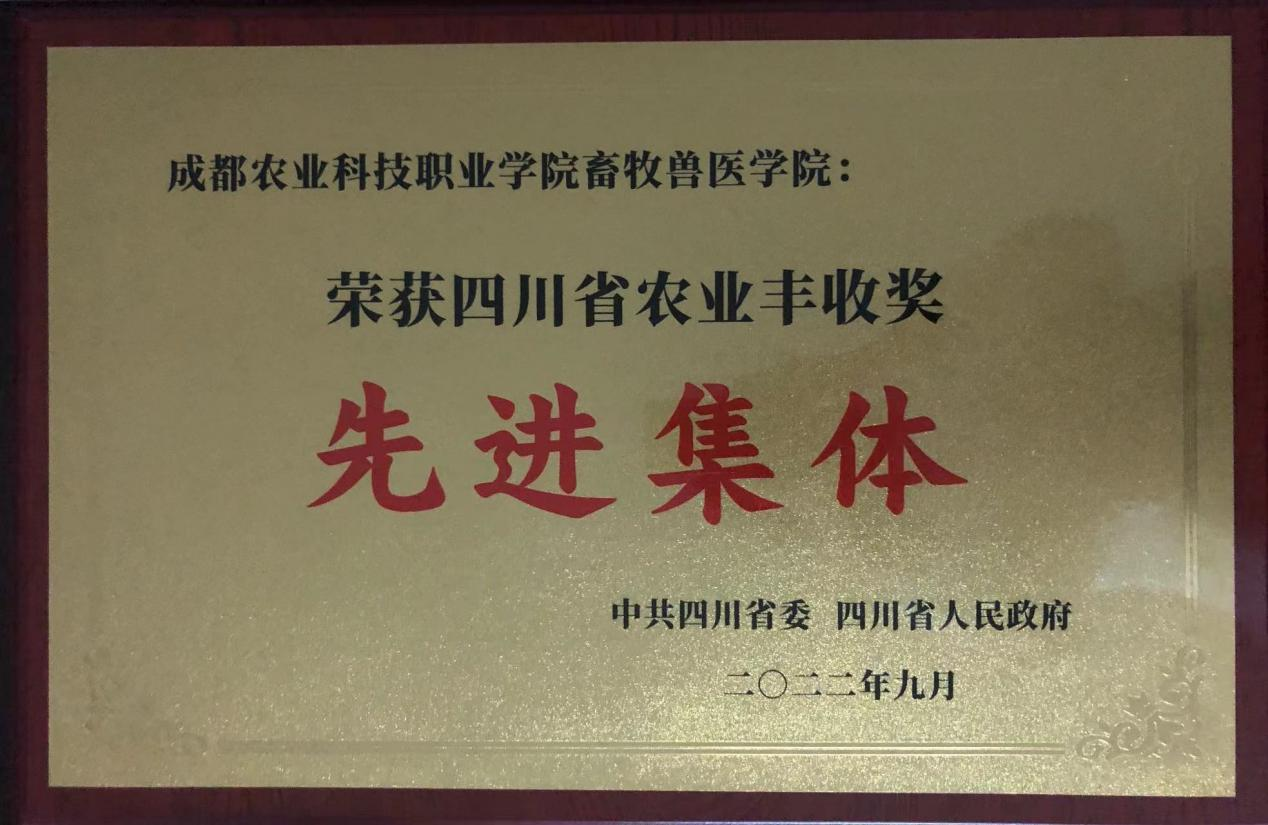 成都农业科技职业学院畜牧兽医学院：
荣获四川省农业丰收奖
先进集体
中共四川省委 四川省人民政府
二〇二二年九月